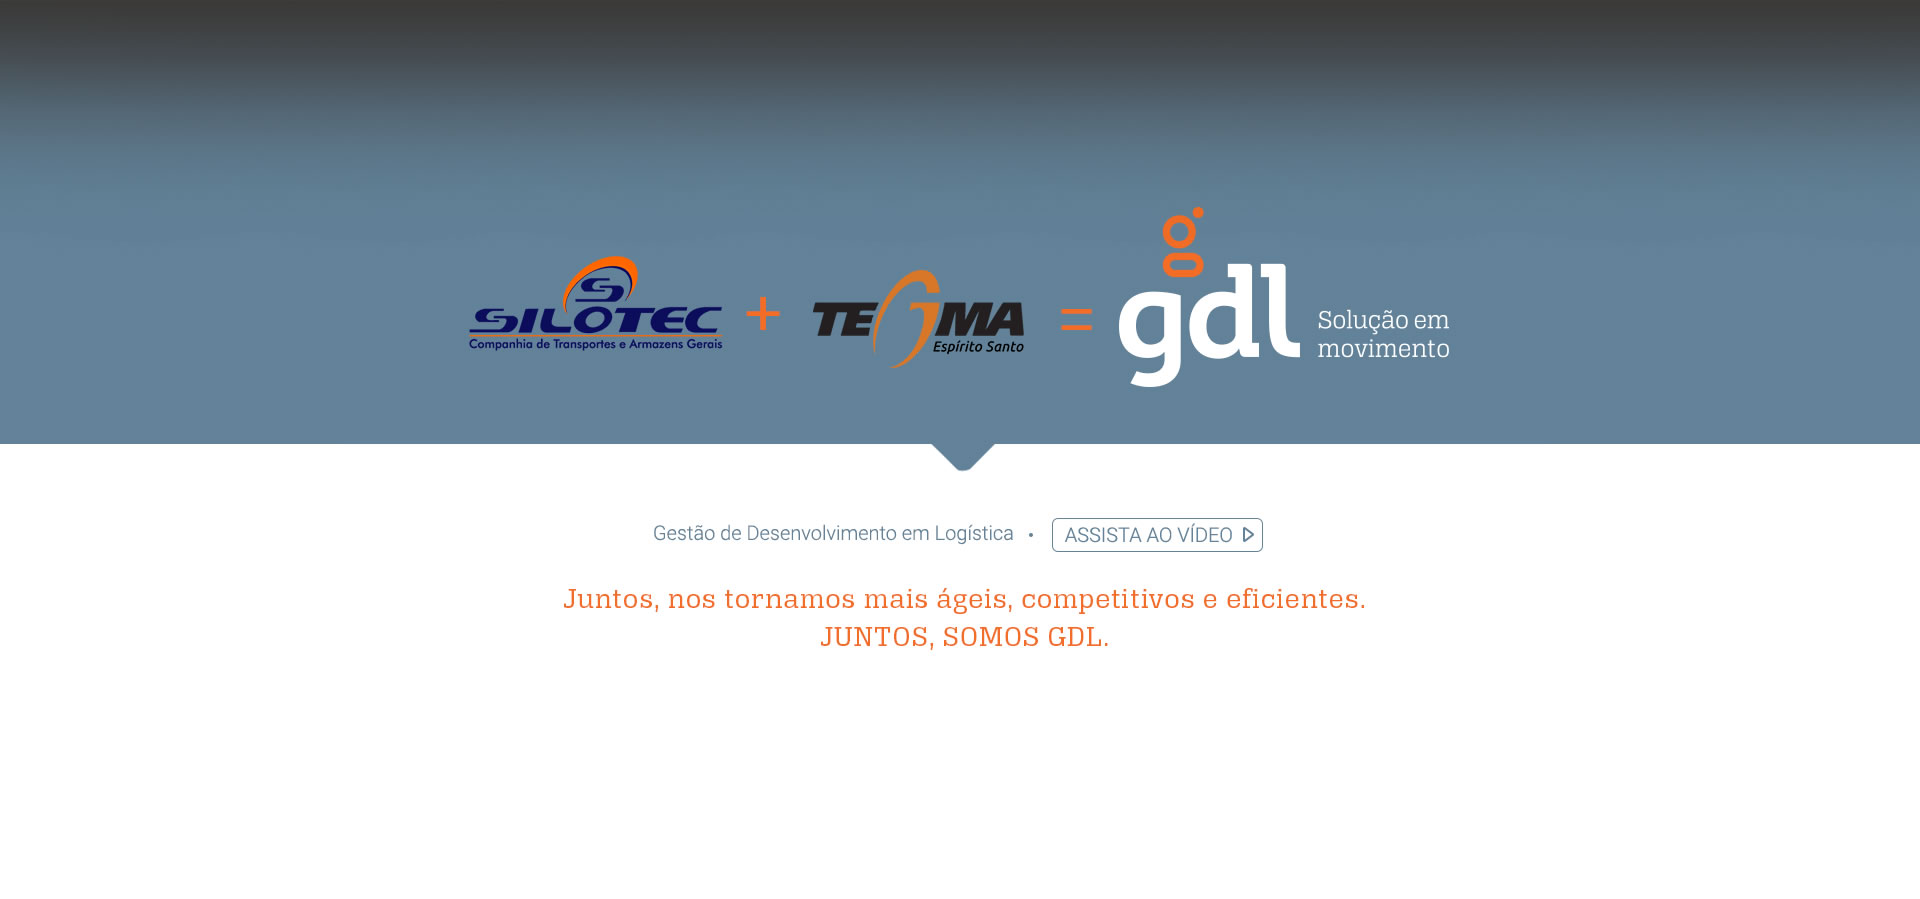 SILOTEC
Companhia de Transportes e Armazens Gerais
+
TEGMA
Espírito Santo
=
gdl
Solução em
movimento
Gestão de Desenvolvimento em Logística •
ASSISTA AO VÍDEO
Juntos, nos tornamos mais ágeis, competitivos e eficientes.
JUNTOS, SOMOS GDL.